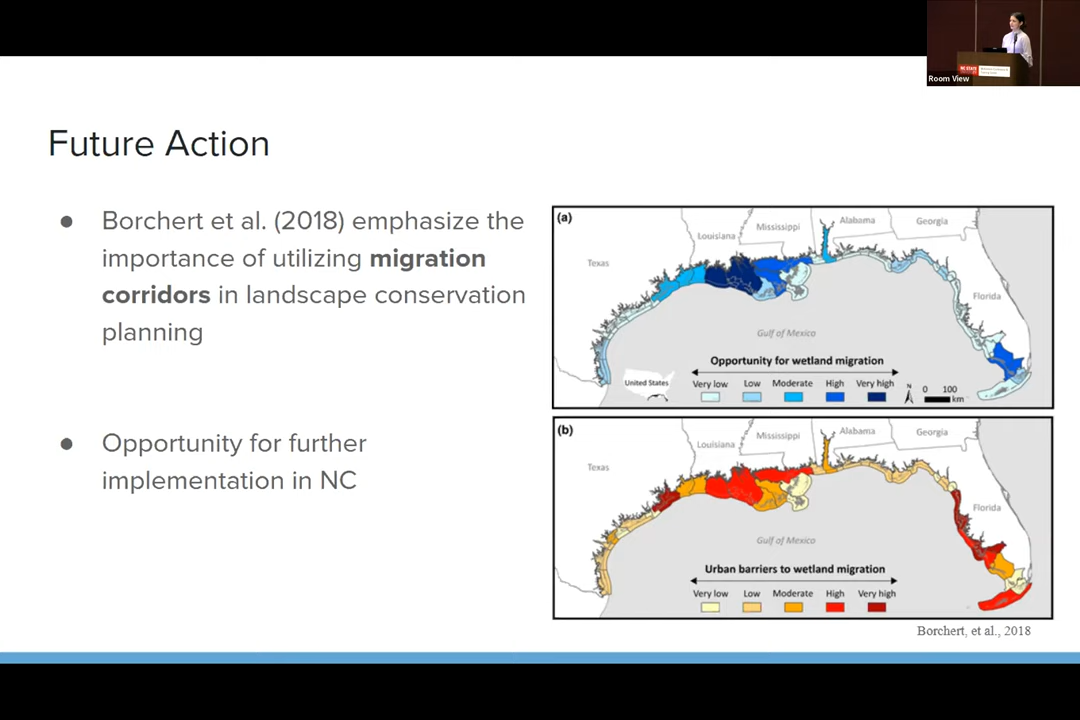 Room View
NC STATE
Future Action
● Borchert et al. (2018) emphasize the
importance of utilizing migration
corridors in landscape conservation
planning
● Opportunity for further
implementation in NC
(a)
Texas
Louisiana
Mississippi
Alabama
Georgia
Florida
Gulf of Mexico
Opportunity for wetland migration
United States
Very low
Low
Moderate
High
Very high
N
0 100
km
(b)
Texas
Louisiana
Mississippi
Alabama
Georgia
Florida
Gulf of Mexico
Urban barriers to wetland migration
Very low
Low
Moderate
High
Very high
Borchert, et al., 2018